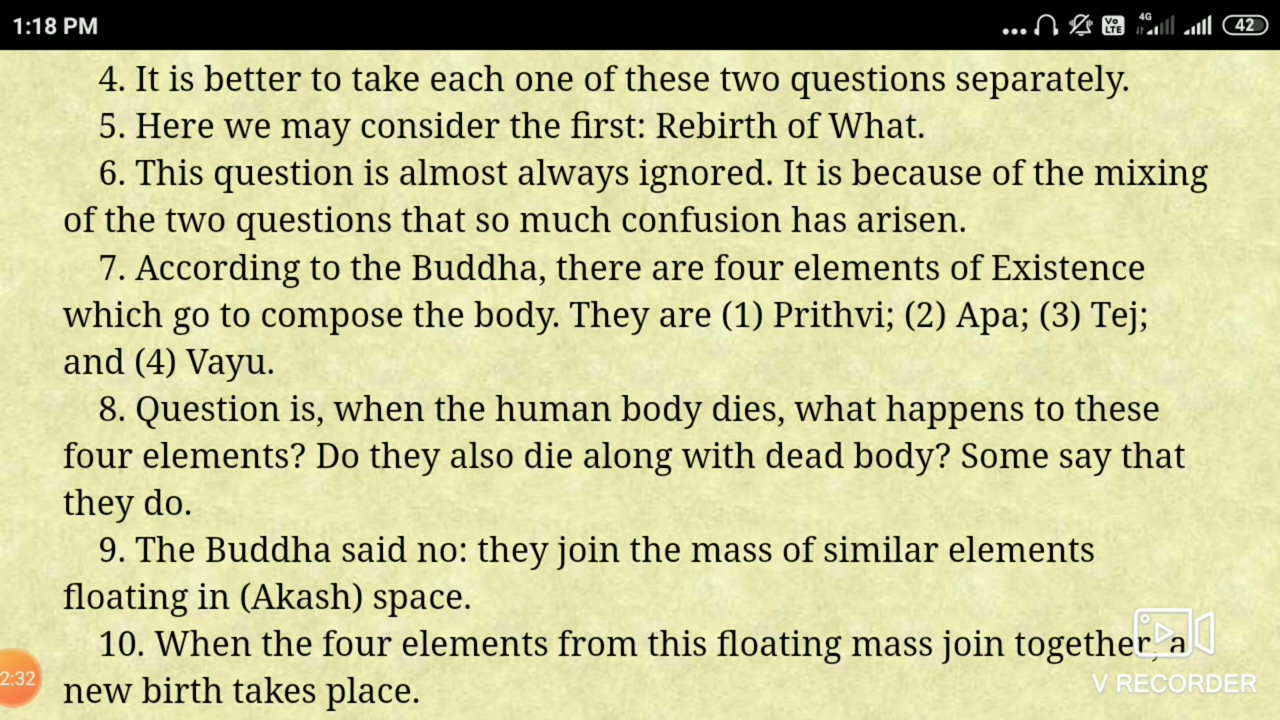 1:18 PM
Vo LTE 4G 42
4. It is better to take each one of these two questions separately.
5. Here we may consider the first: Rebirth of What.
6. This question is almost always ignored. It is because of the mixing
of the two questions that so much confusion has arisen.
7. According to the Buddha, there are four elements of Existence
which go to compose the body. They are (1) Prithvi; (2) Apa; (3) Tej;
and (4) Vayu.
8. Question is, when the human body dies, what happens to these
four elements? Do they also die along with dead body? Some say that
they do.
9. The Buddha said no: they join the mass of similar elements
floating in (Akash) space.
10. When the four elements from this floating mass join together, a
new birth takes place.
2:32
V RECORDER